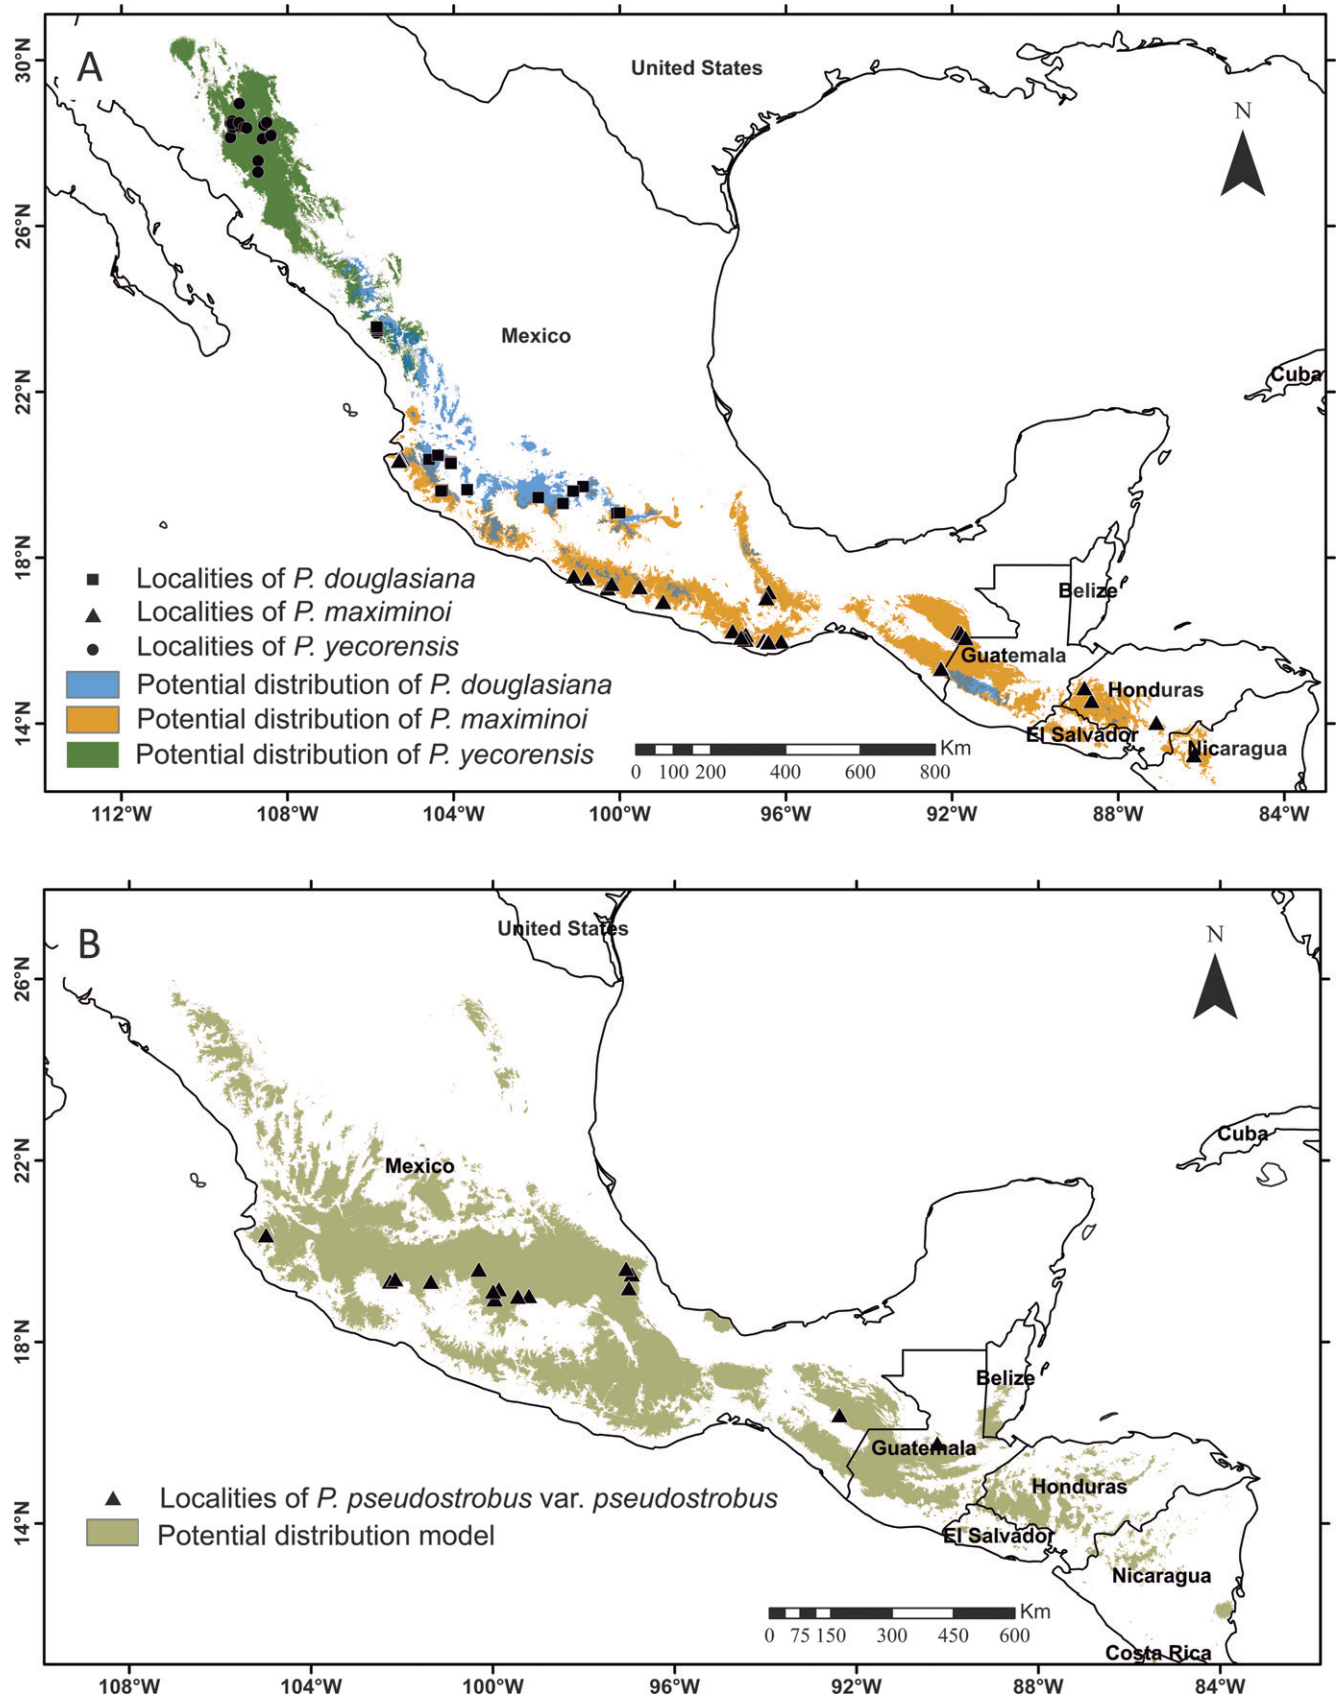 A
United States
N
30°N
26°N
22°N
18°N
14°N
Mexico
Cuba
Belize
Guatemala
Honduras
El Salvador
Nicaragua
Localities of P. douglasiana
Localities of P. maximinoi
Localities of P. yecorensis
Potential distribution of P. douglasiana
Potential distribution of P. maximinoi
Potential distribution of P. yecorensis
Km
0 100 200 400 600 800
112°W 108°W 104°W 100°W 96°W 92°W 88°W 84°W
B
United States
N
26°N
22°N
18°N
14°N
Mexico
Cuba
Belize
Guatemala
Honduras
El Salvador
Nicaragua
Costa Rica
Localities of P. pseudostrobus var. pseudostrobus
Potential distribution model
Km
0 75 150 300 450 600
108°W 104°W 100°W 96°W 92°W 88°W 84°W